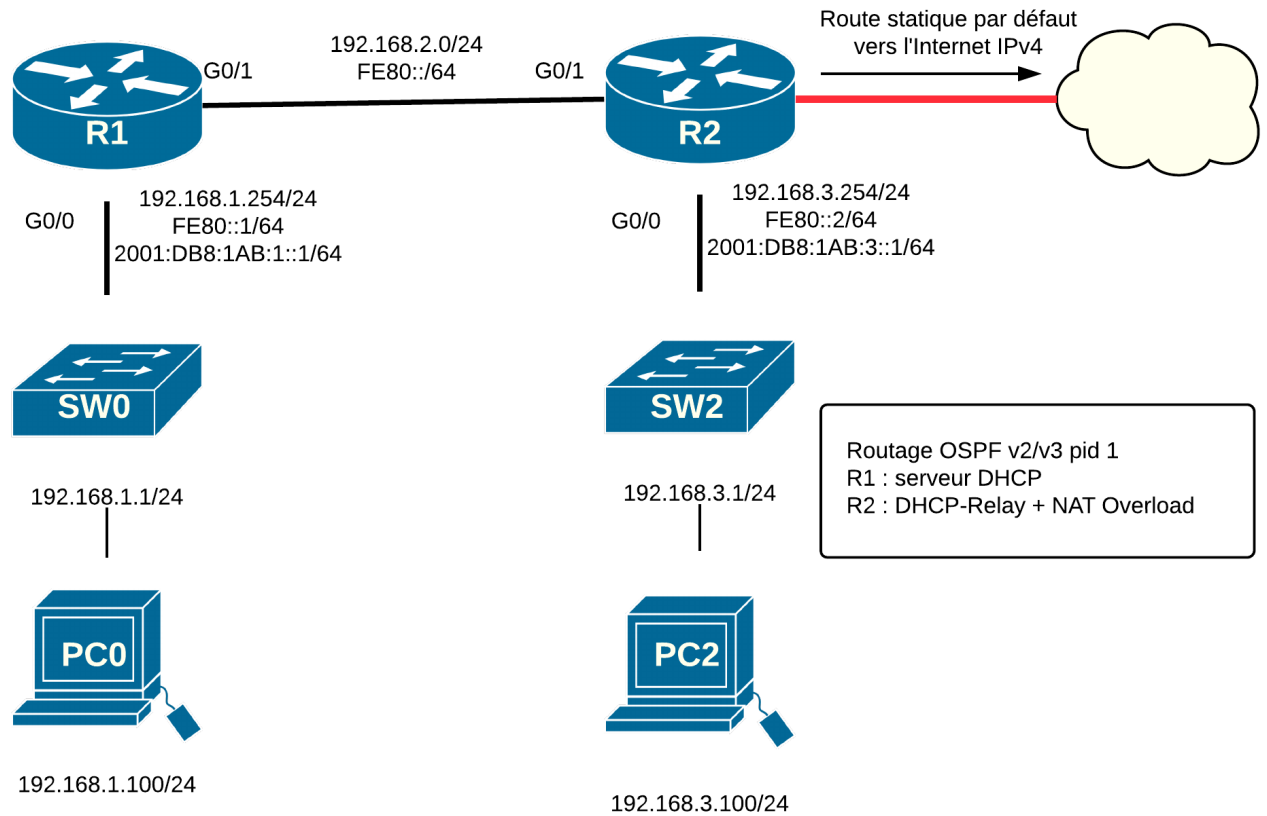 Route statique par défaut
vers l'Internet IPv4
192.168.2.0/24
FE80::/64
G0/1
G0/1
R1
R2
192.168.1.254/24
FE80::1/64
2001:DB8:1AB:1::1/64
G0/0
192.168.3.254/24
FE80::2/64
2001:DB8:1AB:3::1/64
G0/0
SW0
SW2
Routage OSPF v2/v3 pid 1
R1 : serveur DHCP
R2 : DHCP-Relay + NAT Overload
192.168.1.1/24
192.168.3.1/24
PC0
PC2
192.168.1.100/24
192.168.3.100/24